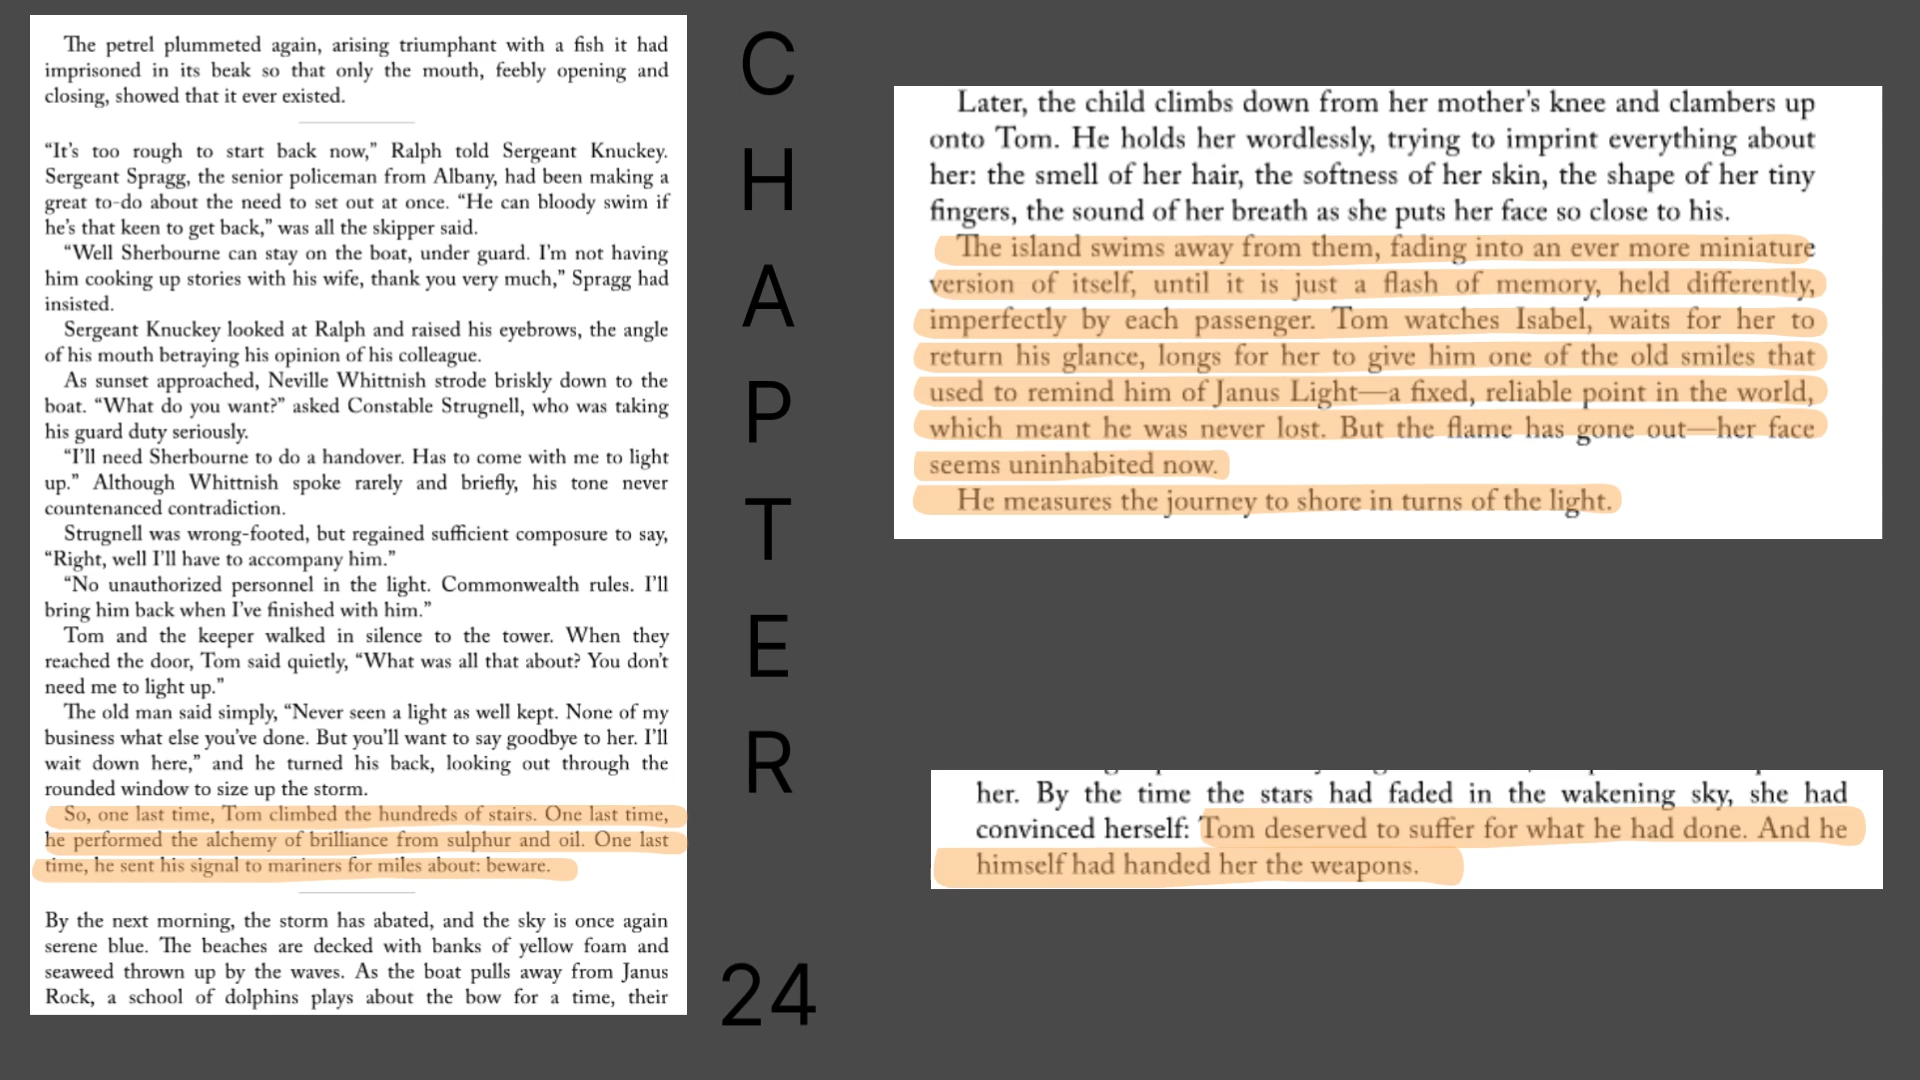 The petrel plummeted again, arising triumphant with a fish it had
imprisoned in its beak so that only the mouth, feebly opening and
closing, showed that it ever existed.
“It’s too rough to start back now,” Ralph told Sergeant Knuckey.
Sergeant Spragg, the senior policeman from Albany, had been making a
great to-do about the need to set out at once. “He can bloody swim if
he’s that keen to get back,” was all the skipper said.
“Well Sherbourne can stay on the boat, under guard. I’m not having
him cooking up stories with his wife, thank you very much,” Spragg had
insisted.
Sergeant Knuckey looked at Ralph and raised his eyebrows, the angle
of his mouth betraying his opinion of his colleague.
As sunset approached, Neville Whittnish strode briskly down to the
boat. “What do you want?” asked Constable Strugnell, who was taking
his guard duty seriously.
“I’ll need Sherbourne to do a handover. Has to come with me to light
up.” Although Whittnish spoke rarely and briefly, his tone never
countenanced contradiction.
Strugnell was wrong-footed, but regained sufficient composure to say,
“Right, well I’ll have to accompany him.”
“No unauthorized personnel in the light. Commonwealth rules. I’ll
bring him back when I’ve finished with him.”
Tom and the keeper walked in silence to the tower. When they
reached the door, Tom said quietly, “What was all that about? You don’t
need me to light up.”
The old man said simply, “Never seen a light as well kept. None of my
business what else you’ve done. But you’ll want to say goodbye to her. I’ll
wait down here,” and he turned his back, looking out through the
rounded window to size up the storm.
So, one last time, Tom climbed the hundreds of stairs. One last time,
he performed the alchemy of brilliance from sulphur and oil. One last
time, he sent his signal to mariners for miles about: beware.
By the next morning, the storm has abated, and the sky is once again
serene blue. The beaches are decked with banks of yellow foam and
seaweed thrown up by the waves. As the boat pulls away from Janus
Rock, a school of dolphins plays about the bow for a time, their
C
H
A
P
T
E
R
24
Later, the child climbs down from her mother’s knee and clambers up
onto Tom. He holds her wordlessly, trying to imprint everything about
her: the smell of her hair, the softness of her skin, the shape of her tiny
fingers, the sound of her breath as she puts her face so close to his.
The island swims away from them, fading into an ever more miniature
version of itself, until it is just a flash of memory, held differently,
imperfectly by each passenger. Tom watches Isabel, waits for her to
return his glance, longs for her to give him one of the old smiles that
used to remind him of Janus Light—a fixed, reliable point in the world,
which meant he was never lost. But the flame has gone out—her face
seems uninhabited now.
He measures the journey to shore in turns of the light.
her. By the time the stars had faded in the wakening sky, she had
convinced herself: Tom deserved to suffer for what he had done. And he
himself had handed her the weapons.